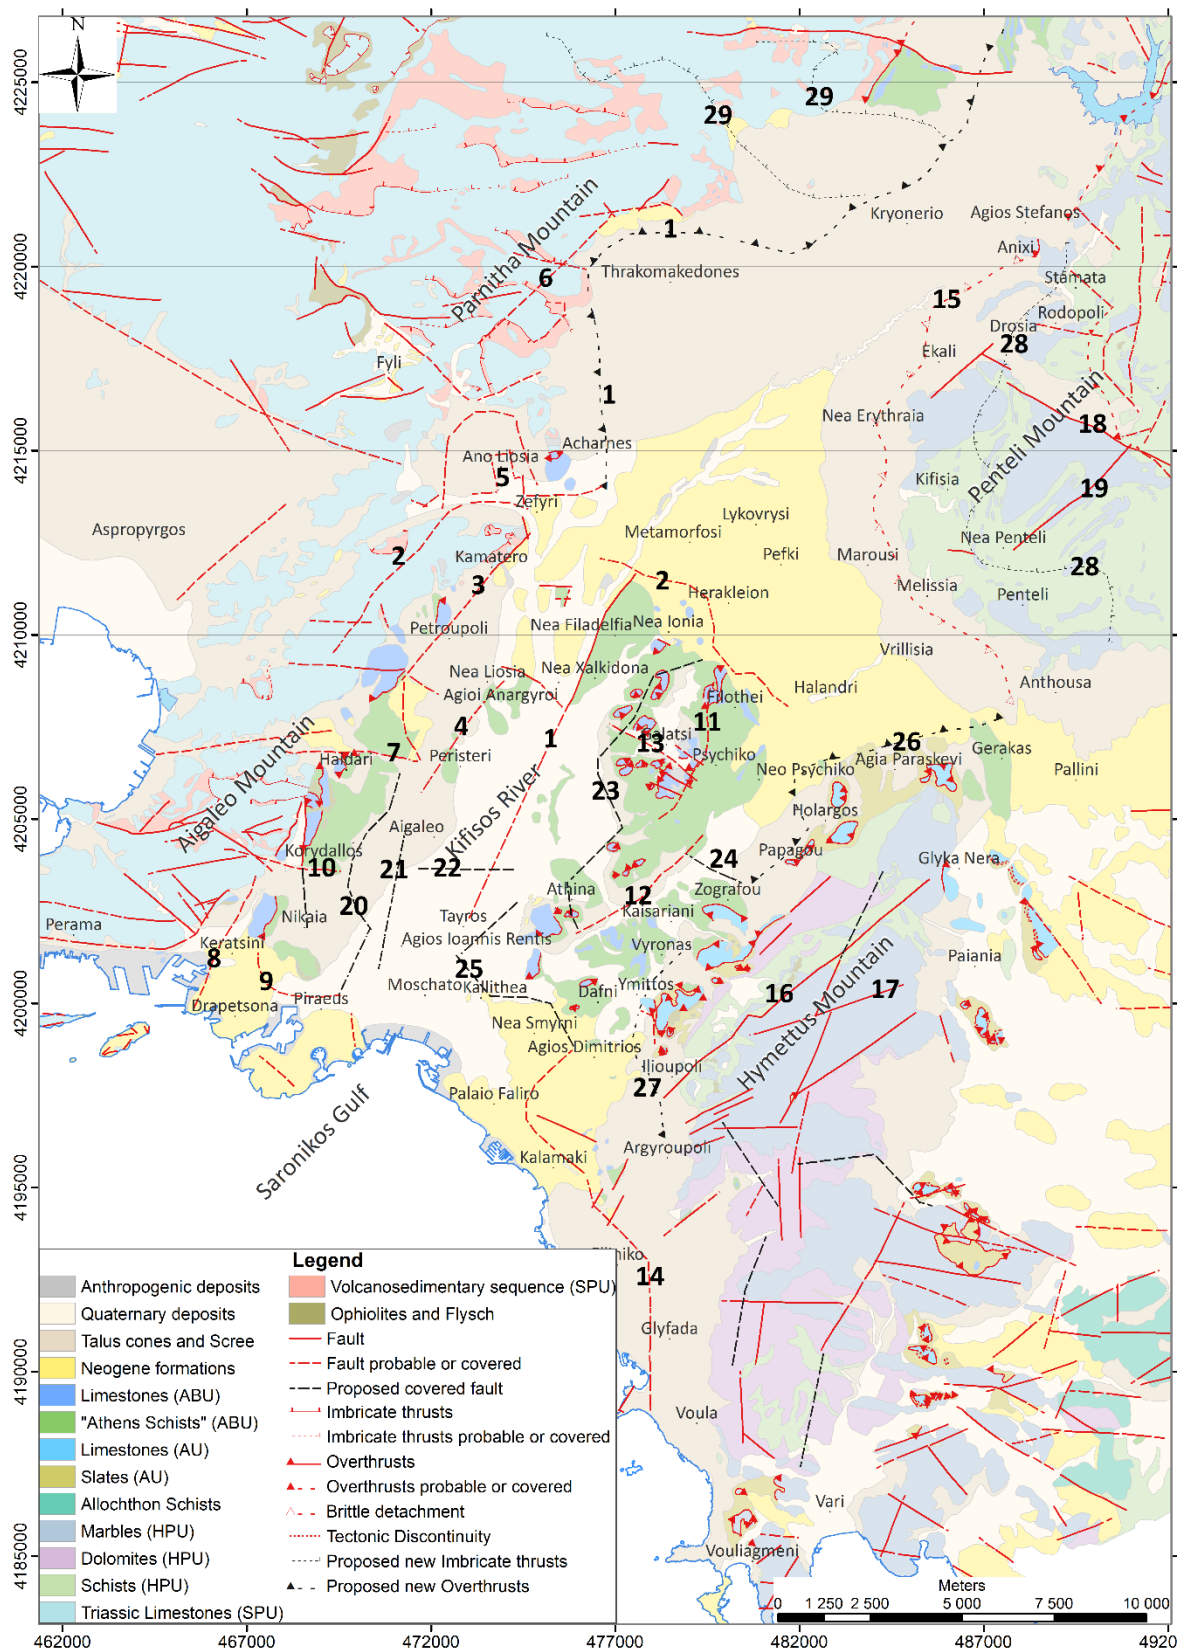 N
4225000
29
29
Parnitha Mountain
Kryonerio
Agios Stefanos
1
Anixi
4220000
6
Thrakomakedones
Stamata
15
Rodopoli
Drosia
28
Ekali
Fyli
1
Nea Erythraia
Penteli Mountain
18
4215000
Acharnes
Ano Liosia
5
Kifisia
19
Zefyri
Lykovrysi
Aspropyrgos
Metamorfosi
Nea Penteli
2
Kamatero
Pefki
Marousi
28
3
2
Herakleion
Melissia
Penteli
4210000
Petroupoli
Nea Filadelfia
Nea Ionia
Vrillisia
Nea Liosia
Nea Xalkidona
Agioi Anargyroi
Filothei
Halandri
Anthousa
4
11
1
Galatsi
13
26
Gerakas
Aigaleo Mountain
Haidari
7
Peristeri
Psychiko
Agia Paraskevi
Neo Psychiko
Pallini
23
4205000
Aigaleo
Kifisos River
Holargos
Korydallos
Papagou
Glyka Nera
10
21
22
24
Athina
12
Zografou
20
Nikaia
Tayros
Kaisariani
Perama
Keratsini
Agios Ioannis Rentis
Vyronas
Paiania
8
25
9
Moschato
Kallithea
Dafni
Ymittos
16
17
Hymettus Mountain
4200000
Drapetsona
Piraeds
Nea Smyrni
Agios Dimitrios
Ilioupoli
27
Saronikos Gulf
Palaio Faliro
Argyroupoli
Kalamaki
4195000
14
Glyfada
4190000
Voula
Vari
4185000
Vouliagmeni
Legend
Anthropogenic deposits
Quaternary deposits
Talus cones and Scree
Neogene formations
Limestones (ABU)
"Athens Schists" (ABU)
Limestones (AU)
Slates (AU)
Allochthon Schists
Marbles (HPU)
Dolomites (HPU)
Schists (HPU)
Triassic Limestones (SPU)
Volcanosedimentary sequence (SPU)
Ophiolites and Flysch
Fault
Fault probable or covered
Proposed covered fault
Imbricate thrusts
Imbricate thrusts probable or covered
Overthrusts
Overthrusts probable or covered
Brittle detachment
Tectonic Discontinuity
Proposed new Imbricate thrusts
Proposed new Overthrusts
Meters
0 1 250 2 500 5 000 7 500 10 000
462000 467000 472000 477000 482000 487000 4920